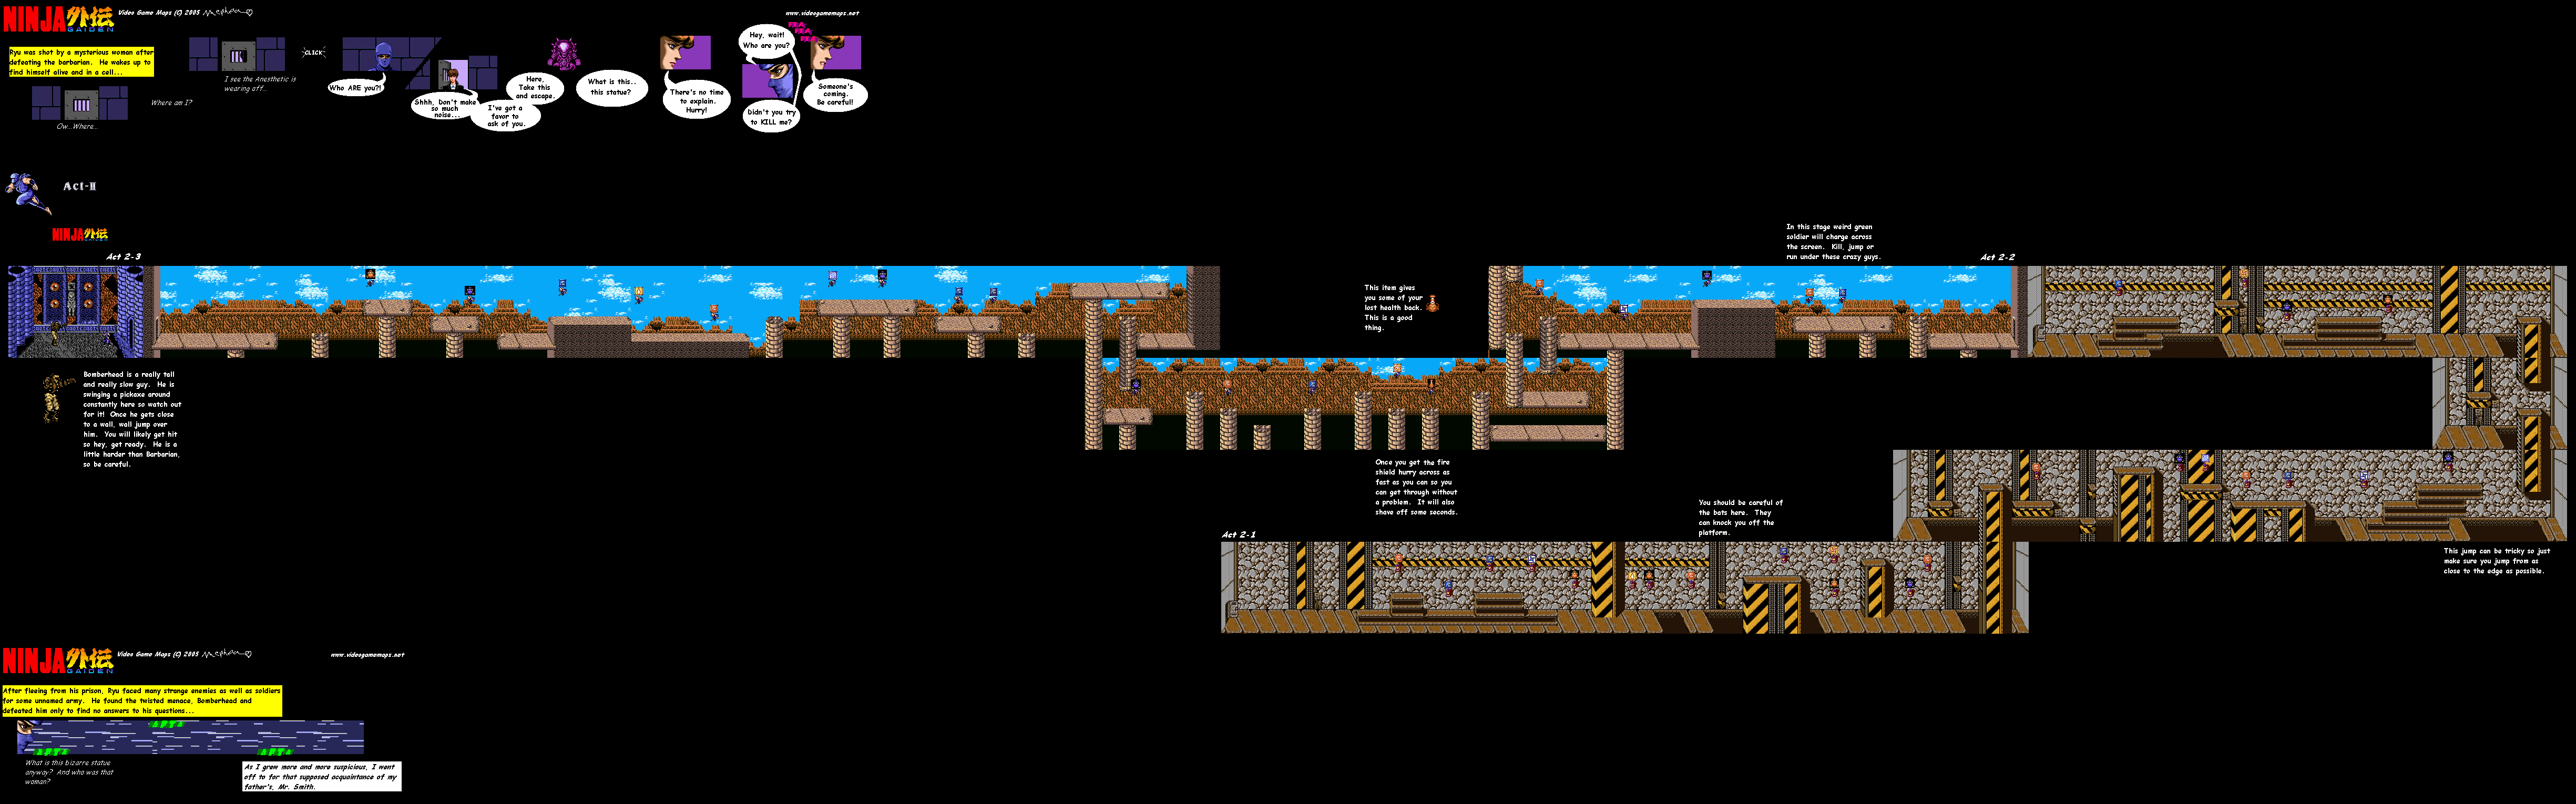 NINJA外伝
GAIDEN
Video Game Maps (C) 2005
www.videogamemaps.net
Ryu was shot by a mysterious woman after
defeating the barbarian. He wakes up to
find himself alive and in a cell...
Ow...Where...
Where am I?
I see the Anesthetic is
wearing off...
CLICK
Who ARE you?!
Shhh, Don't make
so much
noise...
I've got a
favor to
ask of you.
Here,
Take this
and escape.
What is this..
this statue?
There's no time
to explain.
Hurry!
Hey, wait!
Who are you?
Didn't you try
to KILL me?
Someone's
coming.
Be careful!
Act-II
NINJA外伝
GAIDEN
Act 2-3
In this stage weird green
soldier will charge across
the screen. Kill, jump or
run under these crazy guys.
Act 2-2
This item gives
you some of your
lost health back.
This is a good
thing.
Bomberhead is a really tall
and really slow guy. He is
swinging a pickaxe around
constantly here so watch out
for it! Once he gets close
to a wall, wall jump over
him. You will likely get hit
so hey, get ready. He is a
little harder than Barbarian,
so be careful.
Once you get the fire
shield hurry across as
fast as you can so you
can get through without
a problem. It will also
shave off some seconds.
You should be careful of
the bats here. They
can knock you off the
platform.
Act 2-1
This jump can be tricky so just
make sure you jump from as
close to the edge as possible.
NINJA外伝
GAIDEN
Video Game Maps (C) 2005
www.videogamemaps.net
After fleeing from his prison, Ryu faced many strange enemies as well as soldiers
for some unnamed army. He found the twisted menace, Bomberhead and
defeated him only to find no answers to his questions...
What is this bizarre statue
anyway? And who was that
woman?
As I grew more and more suspicious, I went
off to for that supposed acquaintance of my
father's, Mr. Smith.